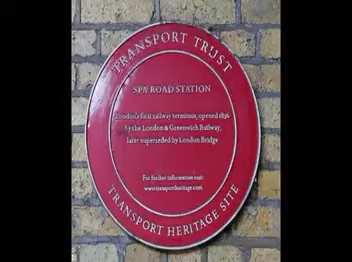 TRANSPORT TRUST
SPA ROAD STATION
London's first railway terminus, opened 1836
by the London & Greenwich Railway,
later superseded by London Bridge
For further information visit
www.transportheritage.com
TRANSPORT HERITAGE SITE